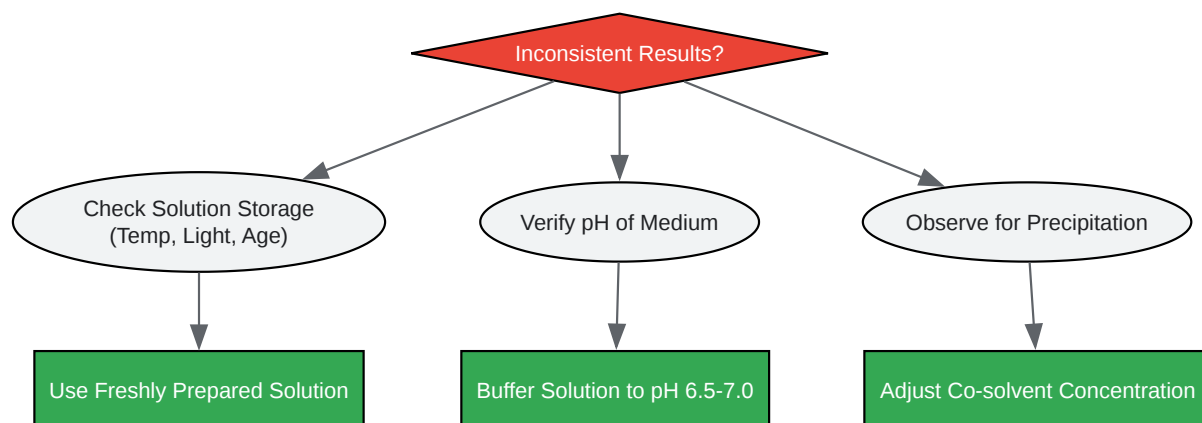 Inconsistent Results?
Check Solution Storage
(Temp, Light, Age)
Verify pH of Medium
Observe for Precipitation
Use Freshly Prepared Solution
Buffer Solution to pH 6.5-7.0
Adjust Co-solvent Concentration